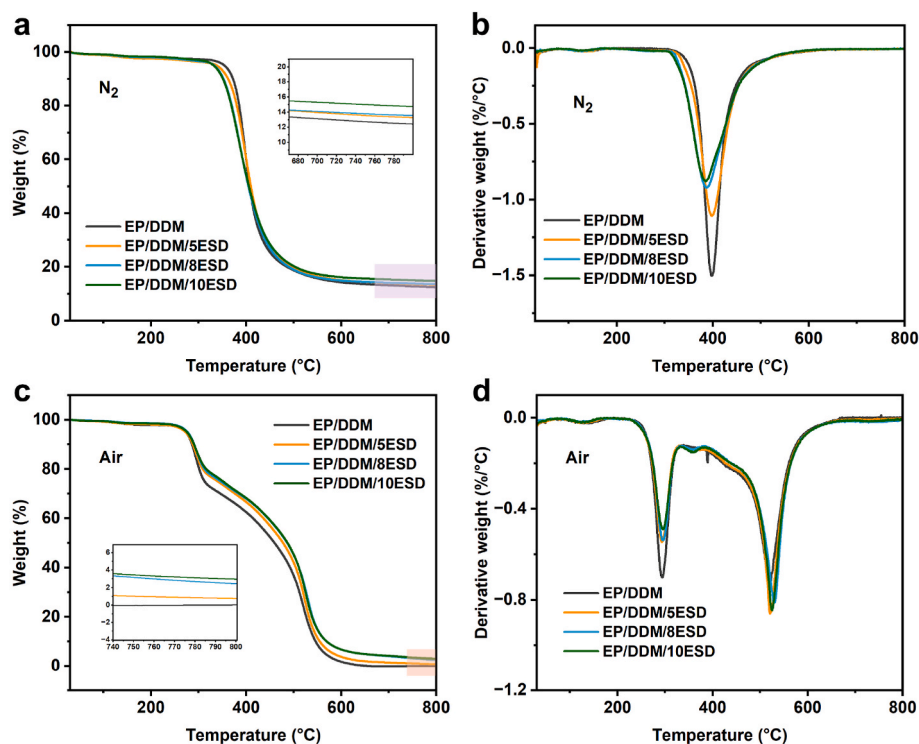 a
100
80
60
40
20
0
N2
20
18
16
14
12
10
680 700 720 740 760 780
EP/DDM
EP/DDM/5ESD
EP/DDM/8ESD
EP/DDM/10ESD
200 400 600 800
Temperature (°C)
Weight (%)
b
0.0
−0.5
−1.0
−1.5
N2
EP/DDM
EP/DDM/5ESD
EP/DDM/8ESD
EP/DDM/10ESD
200 400 600 800
Temperature (°C)
Derivative weight (%/°C)
c
100
80
60
40
20
0
Air
EP/DDM
EP/DDM/5ESD
EP/DDM/8ESD
EP/DDM/10ESD
6
4
2
0
−2
−4
740 750 760 770 780 790 800
200 400 600 800
Temperature (°C)
Weight (%)
d
0.0
−0.4
−0.8
−1.2
Air
EP/DDM
EP/DDM/5ESD
EP/DDM/8ESD
EP/DDM/10ESD
200 400 600 800
Temperature (°C)
Derivative weight (%/°C)